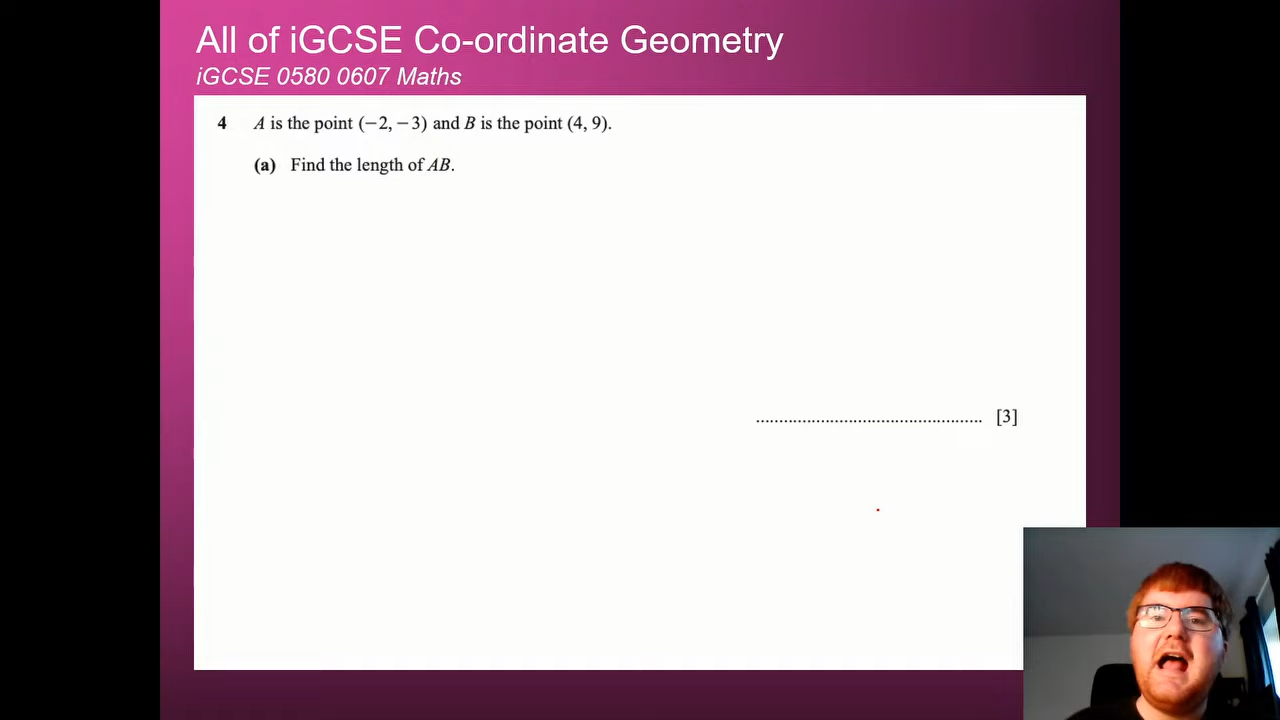 All of iGCSE Co-ordinate Geometry
iGCSE 0580 0607 Maths
4 A is the point (−2, −3) and B is the point (4, 9).
(a) Find the length of AB.
.................................................. [3]